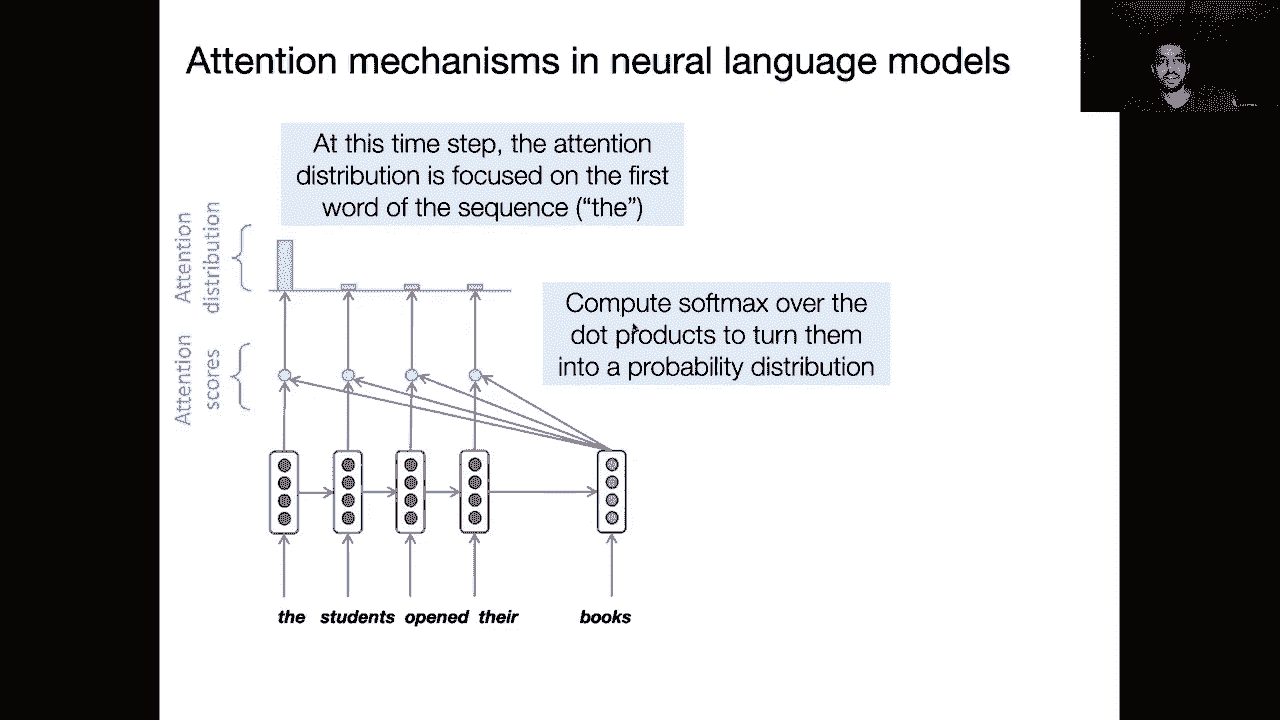 Attention mechanisms in neural language models
At this time step, the attention
distribution is focused on the first
word of the sequence (“the”)
Attention
distribution
Compute softmax over the
dot products to turn them
into a probability distribution
Attention
scores
the students opened their books